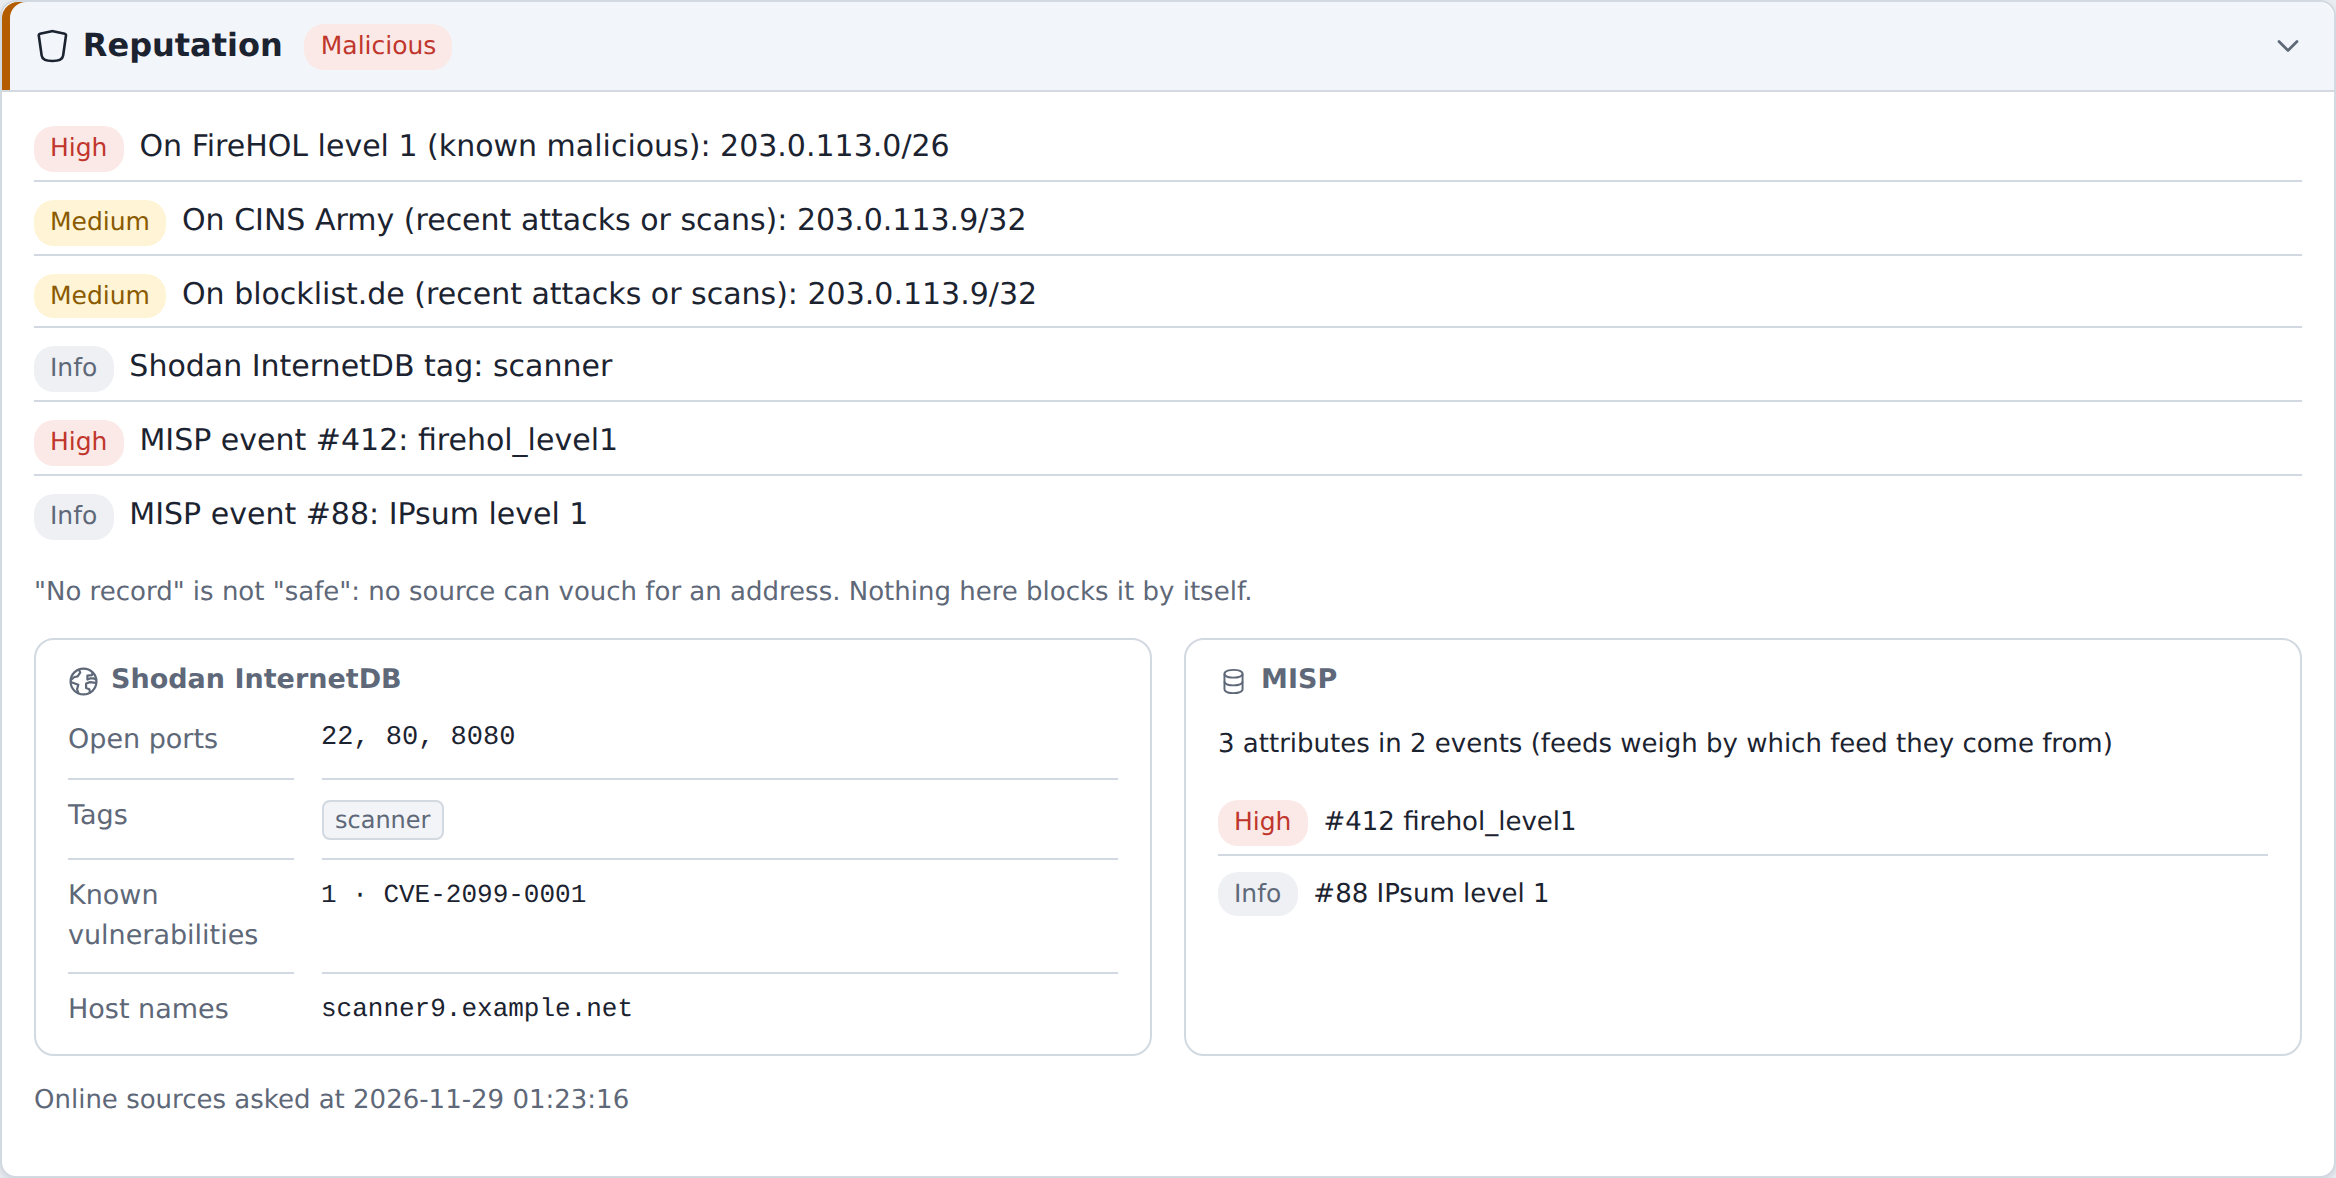 Reputation Malicious
High On FireHOL level 1 (known malicious): 203.0.113.0/26
Medium On CINS Army (recent attacks or scans): 203.0.113.9/32
Medium On blocklist.de (recent attacks or scans): 203.0.113.9/32
Info Shodan InternetDB tag: scanner
High MISP event #412: firehol_level1
Info MISP event #88: IPsum level 1
"No record" is not "safe": no source can vouch for an address. Nothing here blocks it by itself.
Shodan InternetDB
Open ports 22, 80, 8080
Tags scanner
Known vulnerabilities 1 · CVE-2099-0001
Host names scanner9.example.net
MISP
3 attributes in 2 events (feeds weigh by which feed they come from)
High #412 firehol_level1
Info #88 IPsum level 1
Online sources asked at 2026-11-29 01:23:16